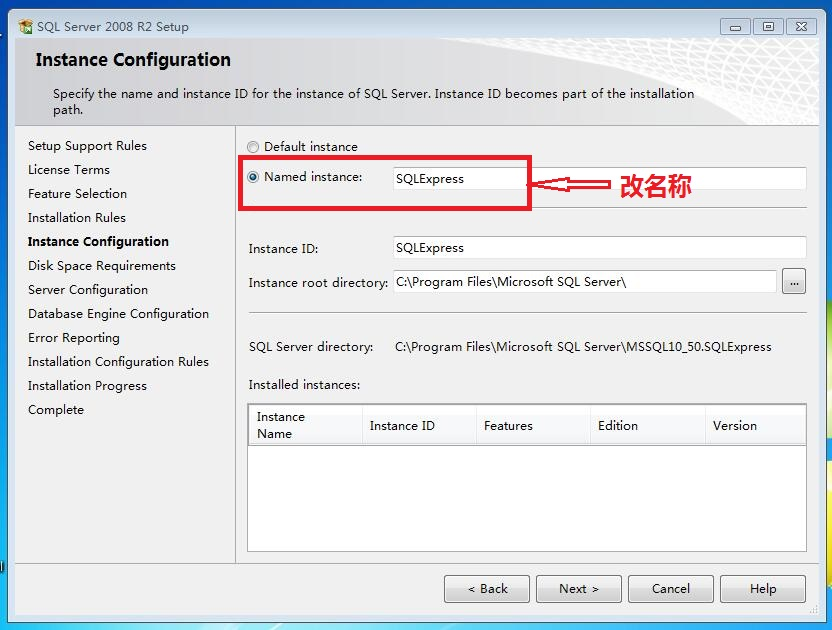 SQL Server 2008 R2 Setup
Instance Configuration
Specify the name and instance ID for the instance of SQL Server. Instance ID becomes part of the installation
path.
Setup Support Rules
License Terms
Feature Selection
Installation Rules
Instance Configuration
Disk Space Requirements
Server Configuration
Database Engine Configuration
Error Reporting
Installation Configuration Rules
Installation Progress
Complete
Default instance
Named instance: SQLExpress 改名称
Instance ID: SQLExpress
Instance root directory: C:\Program Files\Microsoft SQL Server\ ...
SQL Server directory: C:\Program Files\Microsoft SQL Server\MSSQL10_50.SQLExpress
Installed instances:
Instance Name Instance ID Features Edition Version
< Back Next > Cancel Help